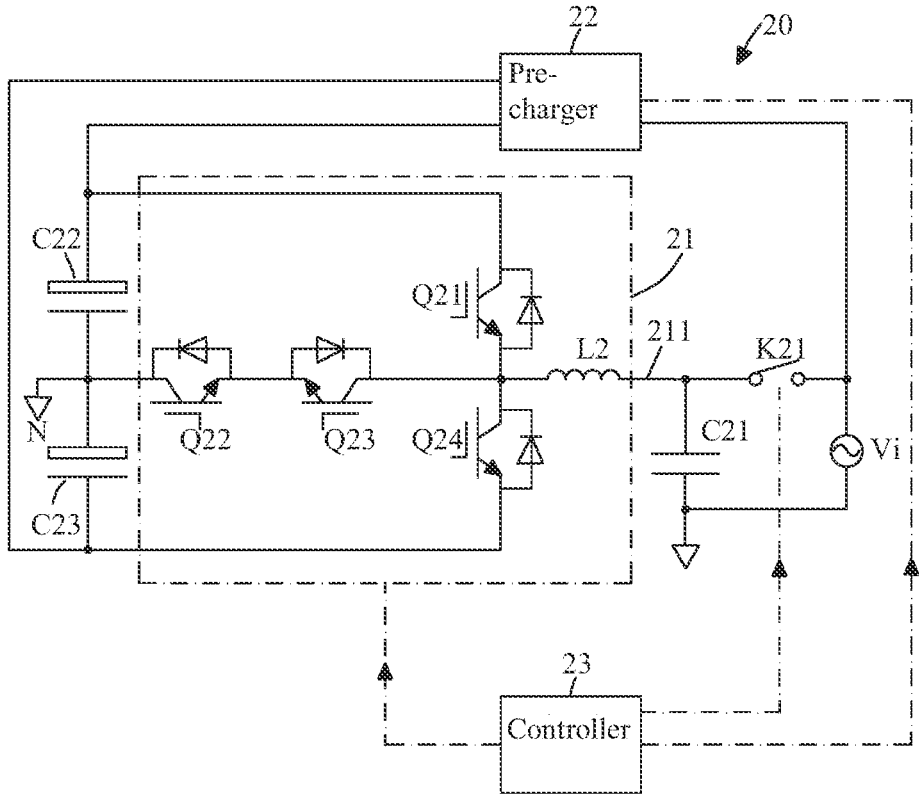 22
20
Pre-
charger
C22
21
Q21
L2
211
K21
N
Q22
Q23
Q24
C21
Vi
C23
23
Controller